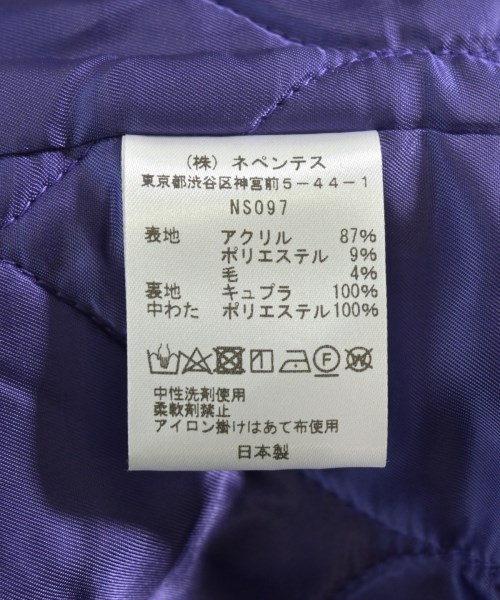 (株) ネペンテス
東京都渋谷区神宮前5-44-1
NS097
表地 アクリル 87%
ポリエステル 9%
毛 4%
裏地 キュプラ 100%
中わた ポリエステル100%
F W
中性洗剤使用
柔軟剤禁止
アイロン掛けはあて布使用
日本製